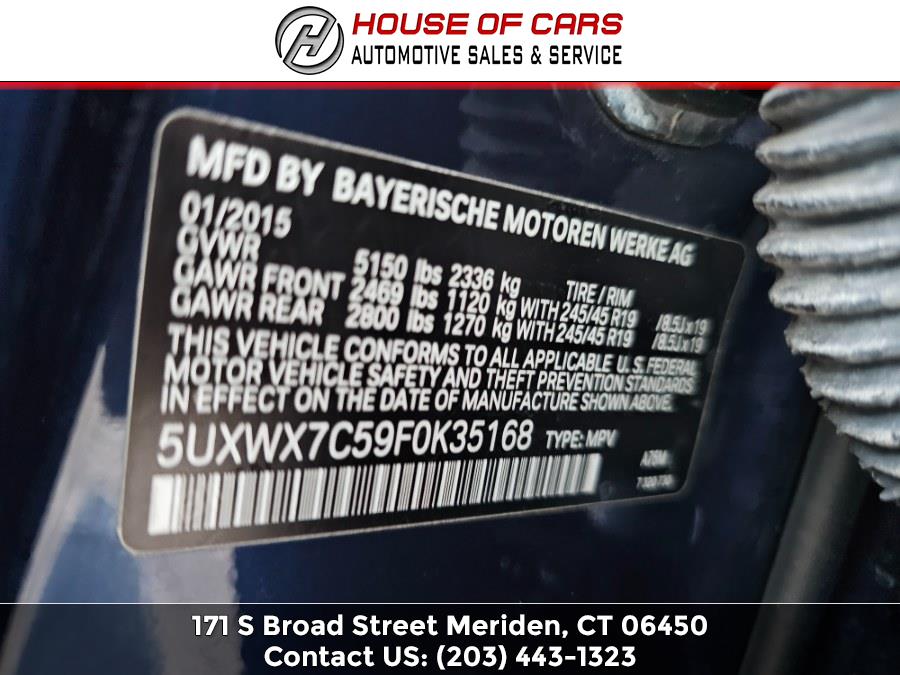 HOUSE OF CARS
AUTOMOTIVE SALES & SERVICE
MFD BY BAYERISCHE MOTOREN WERKE AG
01/2015
GVWR 5150 lbs 2336 kg TIRE / RIM
GAWR FRONT 2469 lbs 1120 kg WITH 245/45 R19 /8.5Jx19
GAWR REAR 2800 lbs 1270 kg WITH 245/45 R19 /8.5Jx19
THIS VEHICLE CONFORMS TO ALL APPLICABLE U.S. FEDERAL
MOTOR VEHICLE SAFETY AND THEFT PREVENTION STANDARDS
IN EFFECT ON THE DATE OF MANUFACTURE SHOWN ABOVE.
5UXWX7C59F0K35168 TYPE: MPV
171 S Broad Street Meriden, CT 06450
Contact US: (203) 443-1323